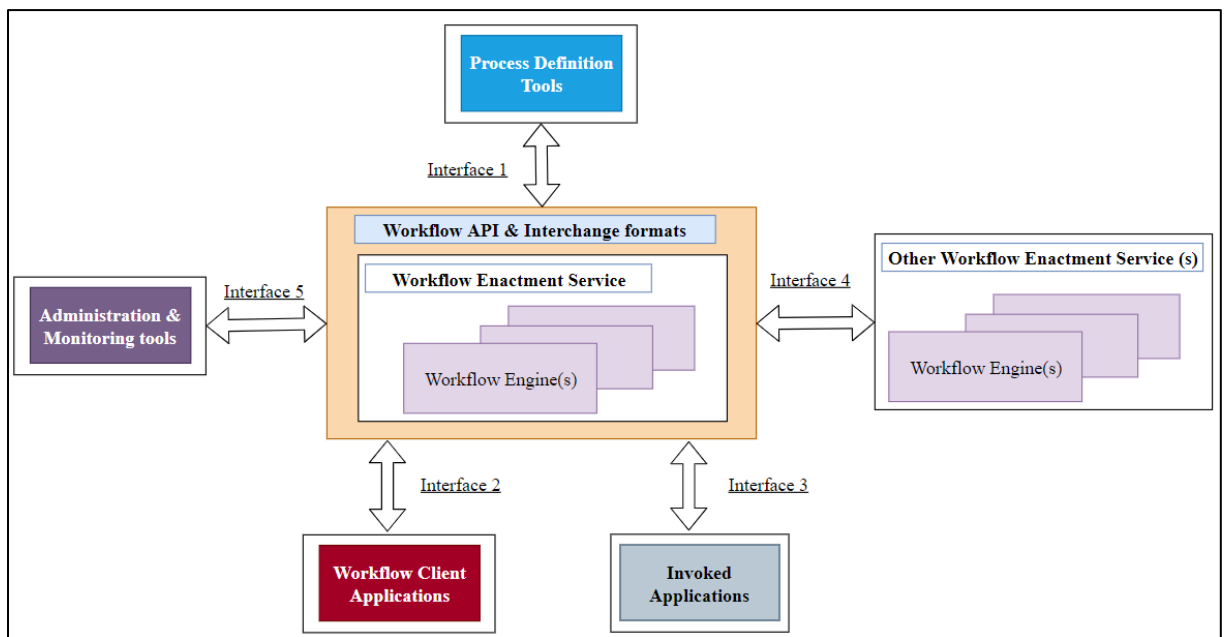 Process Definition
Tools
Interface 1
Workflow API & Interchange formats
Workflow Enactment Service
Workflow Engine(s)
Interface 4
Other Workflow Enactment Service (s)
Workflow Engine(s)
Interface 5
Administration &
Monitoring tools
Interface 2
Interface 3
Workflow Client
Applications
Invoked
Applications